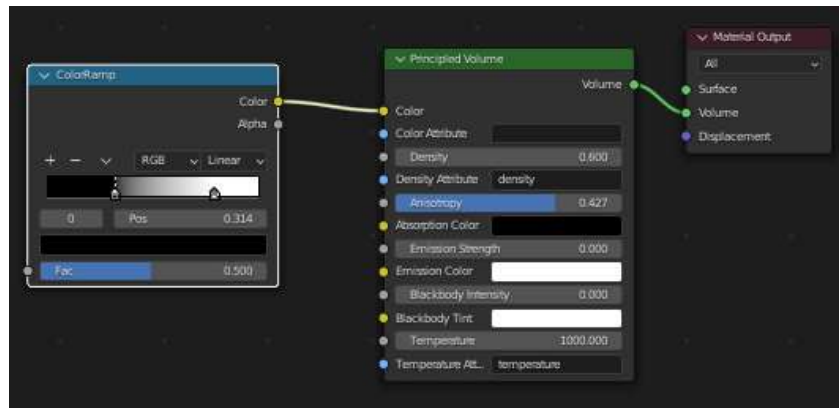 ColorRamp
Color
Alpha
RGB
Linear
0
Pos 0.314
Fac 0.500
Principled Volume
Volume
Color
Color Attribute
Density 0.600
Density Attribute density
Anisotropy 0.427
Absorption Color
Emission Strength 0.000
Emission Color
Blackbody Intensity 0.000
Blackbody Tint
Temperature 1000.000
Temperature Att.. temperature
Material Output
All
Surface
Volume
Displacement